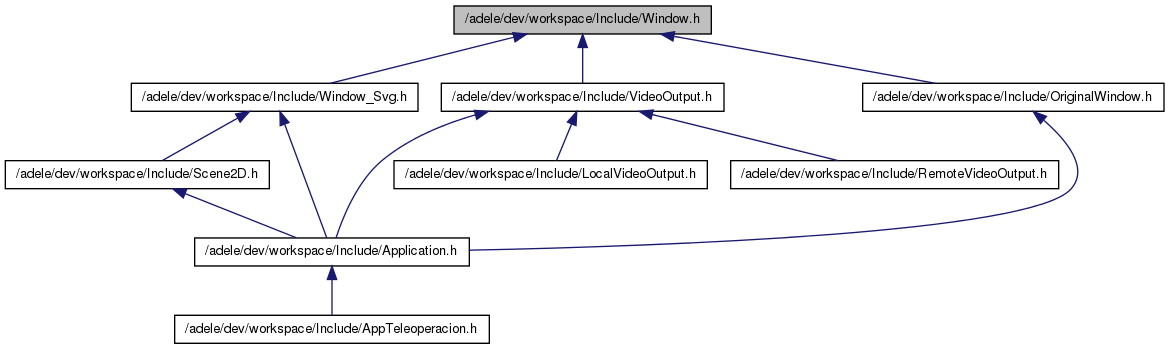 /adele/dev/workspace/Include/Window.h
/adele/dev/workspace/Include/Window_Svg.h
/adele/dev/workspace/Include/VideoOutput.h
/adele/dev/workspace/Include/OriginalWindow.h
/adele/dev/workspace/Include/Scene2D.h
/adele/dev/workspace/Include/LocalVideoOutput.h
/adele/dev/workspace/Include/RemoteVideoOutput.h
/adele/dev/workspace/Include/Application.h
/adele/dev/workspace/Include/AppTeleoperacion.h